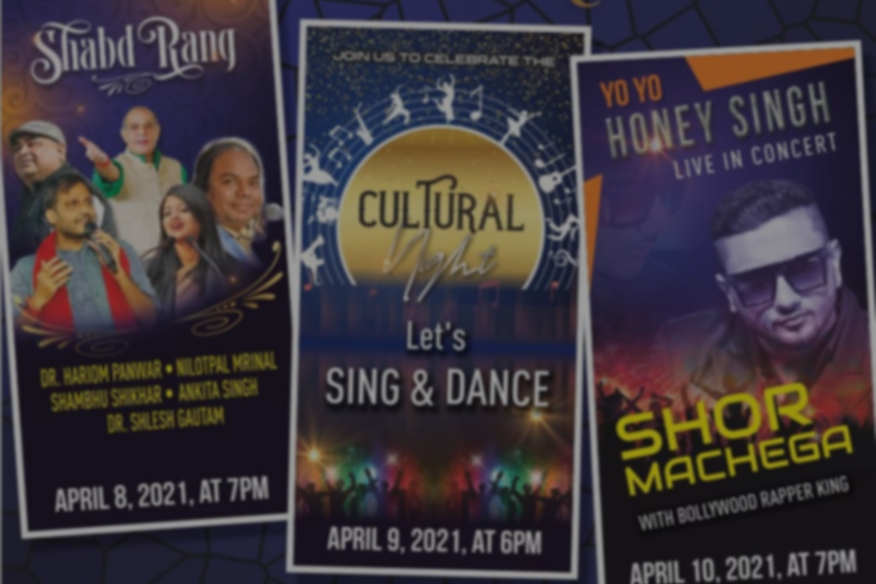 Shabd Rang
DR. HARIOM PANWAR • NILOTPAL MRINAL
SHAMBHU SHIKHAR • ANKITA SINGH
DR. SHLESH GAUTAM
APRIL 8, 2021, AT 7PM
JOIN US TO CELEBRATE THE
CULTURAL
Night
Let's
SING & DANCE
APRIL 9, 2021, AT 6PM
YO YO
HONEY SINGH
LIVE IN CONCERT
SHOR
MACHEGA
WITH BOLLYWOOD RAPPER KING
APRIL 10, 2021, AT 7PM